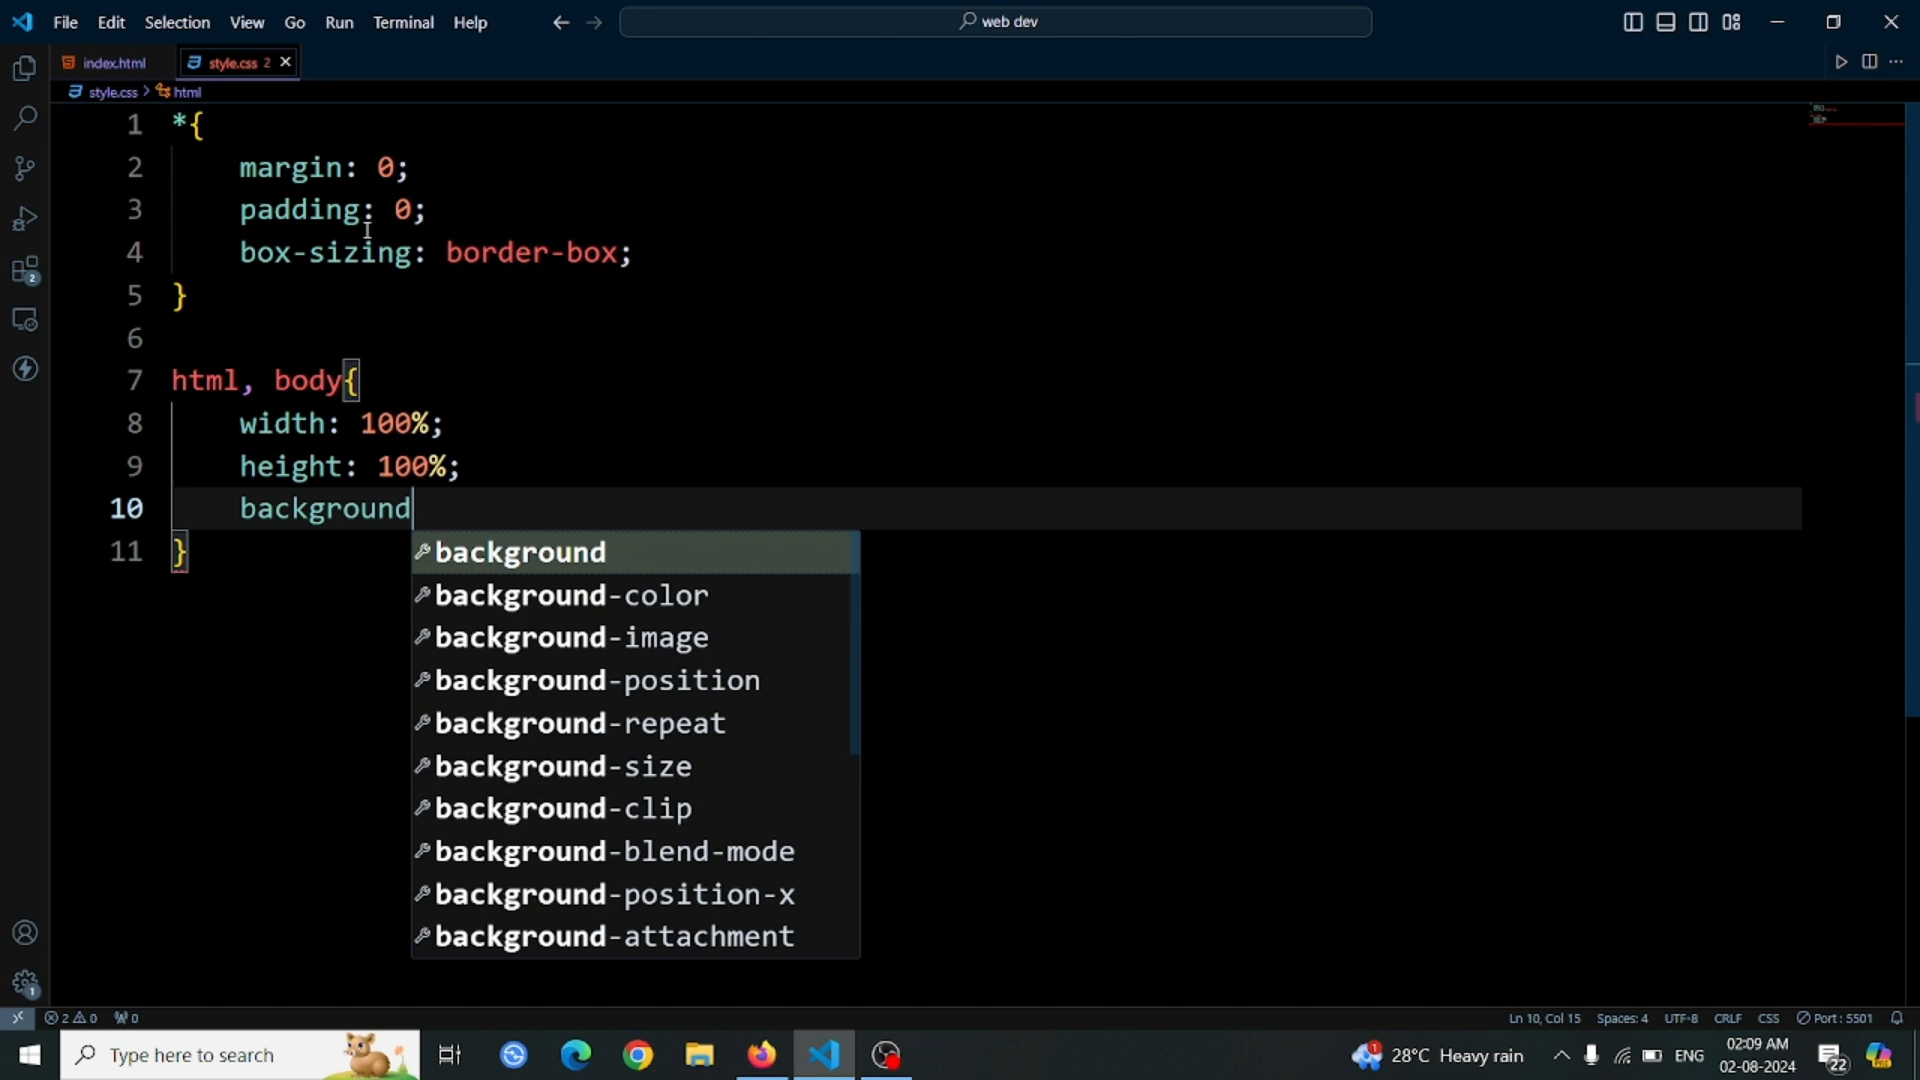 File Edit Selection View Go Run Terminal Help
web dev
index.html
style.css 2
style.css > html
1 *{
2 margin: 0;
3 padding: 0;
4 box-sizing: border-box;
5 }
6
7 html, body{
8 width: 100%;
9 height: 100%;
10 background
11 }
background
background-color
background-image
background-position
background-repeat
background-size
background-clip
background-blend-mode
background-position-x
background-attachment
2
1
2 0 0
Ln 10, Col 15 Spaces: 4 UTF-8 CRLF CSS Port : 5501
Type here to search
1 28°C Heavy rain
ENG
02:09 AM
02-08-2024
22